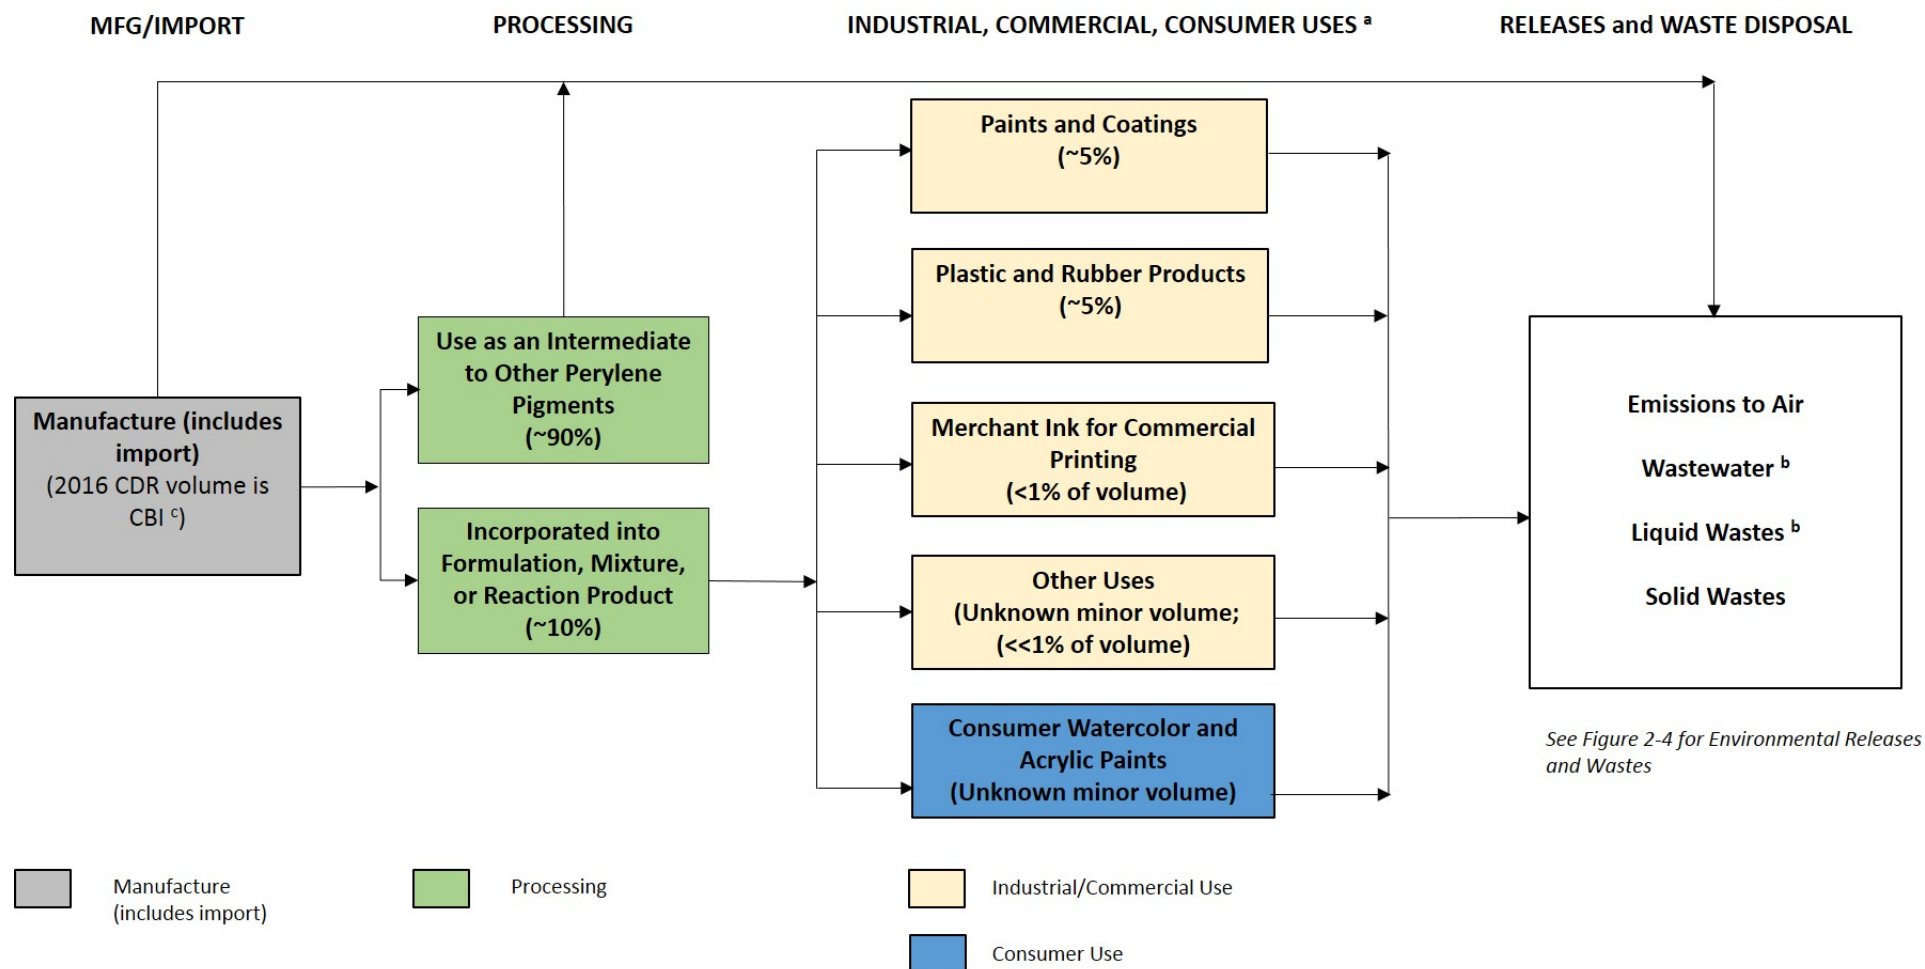 MFG/IMPORT
PROCESSING
INDUSTRIAL, COMMERCIAL, CONSUMER USES a
RELEASES and WASTE DISPOSAL
Manufacture (includes
import)
(2016 CDR volume is
CBI c)
Use as an Intermediate
to Other Perylene
Pigments
(~90%)
Incorporated into
Formulation, Mixture,
or Reaction Product
(~10%)
Paints and Coatings
(~5%)
Plastic and Rubber Products
(~5%)
Merchant Ink for Commercial
Printing
(<1% of volume)
Other Uses
(Unknown minor volume;
(<<1% of volume)
Consumer Watercolor and
Acrylic Paints
(Unknown minor volume)
Emissions to Air
Wastewater b
Liquid Wastes b
Solid Wastes
See Figure 2-4 for Environmental Releases
and Wastes
Manufacture
(includes import)
Processing
Industrial/Commercial Use
Consumer Use